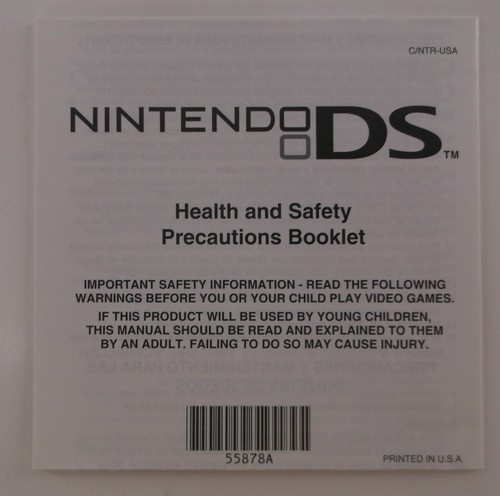 C/NTR-USA
NINTENDO DS™
Health and Safety
Precautions Booklet
IMPORTANT SAFETY INFORMATION - READ THE FOLLOWING
WARNINGS BEFORE YOU OR YOUR CHILD PLAY VIDEO GAMES.
IF THIS PRODUCT WILL BE USED BY YOUNG CHILDREN,
THIS MANUAL SHOULD BE READ AND EXPLAINED TO THEM
BY AN ADULT. FAILING TO DO SO MAY CAUSE INJURY.
55878A
PRINTED IN U.S.A.